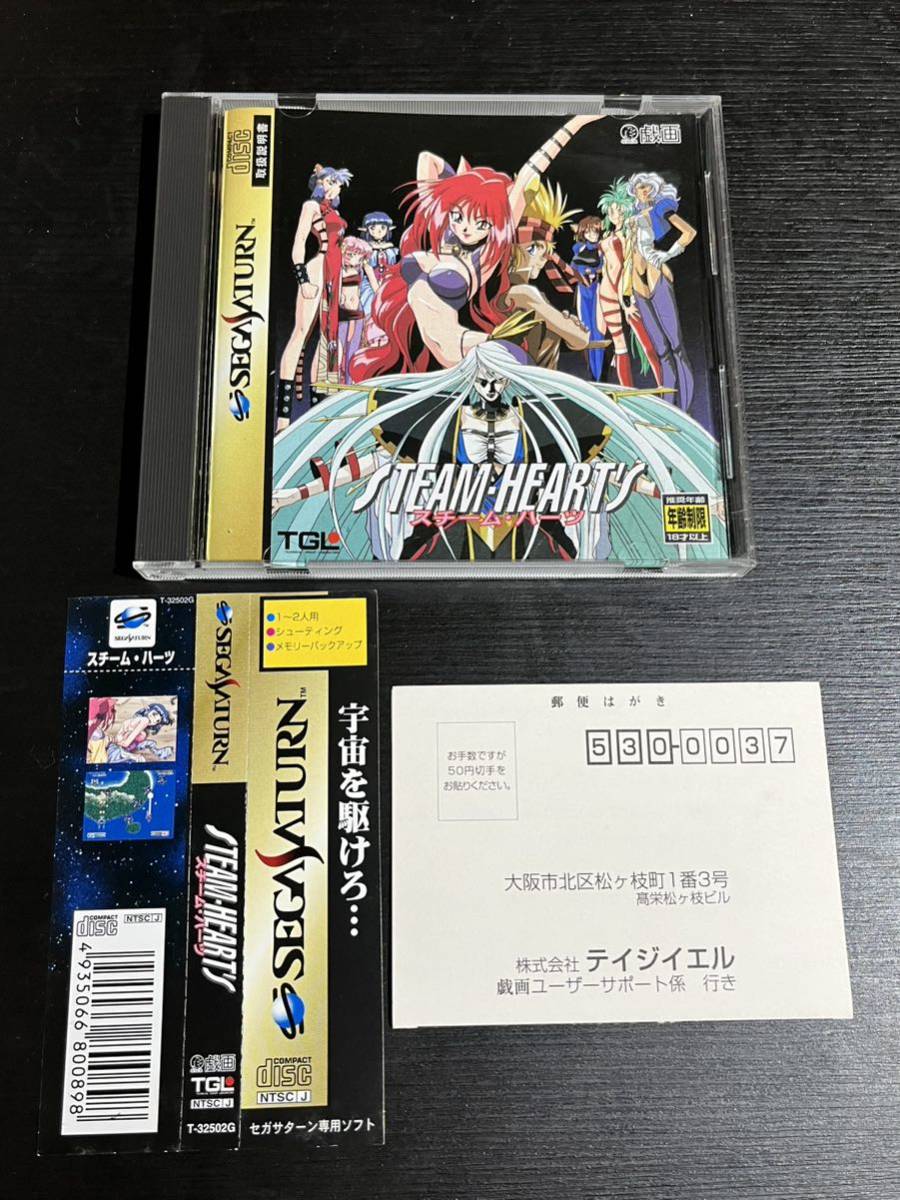 COMPACT
disc
取扱説明書
SEGA SATURN™
戯画
STEAM-HEART'S
スチーム・ハーツ
TGL
推奨年齢
年齢制限
18才以上
T-32502G
SEGA SATURN
スチーム・ハーツ
COMPACT
disc
NTSC J
4935066800898
SEGA SATURN™
STEAM-HEART'S
スチーム・ハーツ
戯画
TGL
NTSC J
T-32502G
●1〜2人用
●シューティング
●メモリーバックアップ
SEGA SATURN™
宇宙を駆けろ…
COMPACT
disc
NTSC J
セガサターン専用ソフト
郵便はがき
お手数ですが
50円切手を
お貼りください。
530-0037
大阪市北区松ヶ枝町1番3号
高栄松ヶ枝ビル
株式会社 テイジイエル
戯画ユーザーサポート係 行き